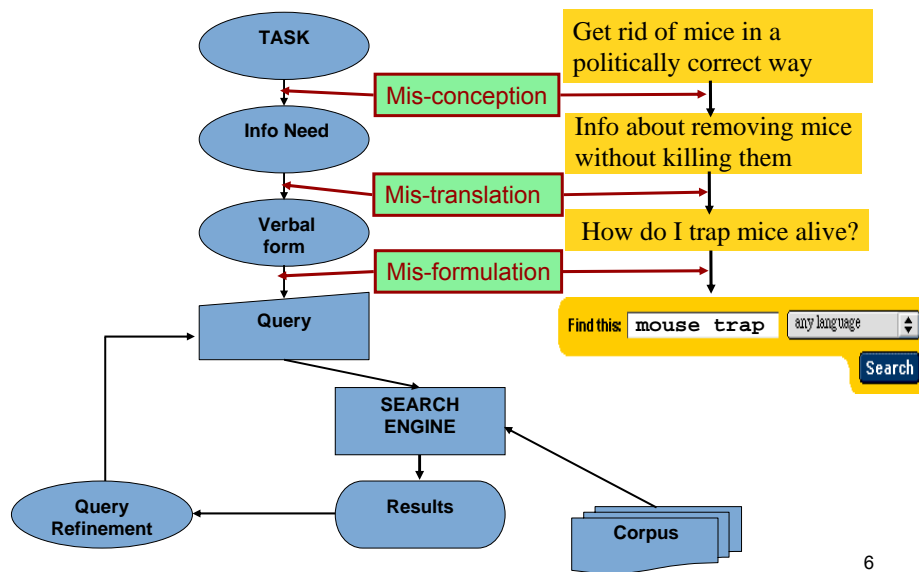 TASK
Get rid of mice in a
politically correct way
Mis-conception
Info Need
Info about removing mice
without killing them
Mis-translation
Verbal
form
How do I trap mice alive?
Mis-formulation
Query
Find this: mouse trap any language
Search
SEARCH
ENGINE
Results
Query
Refinement
Corpus
6